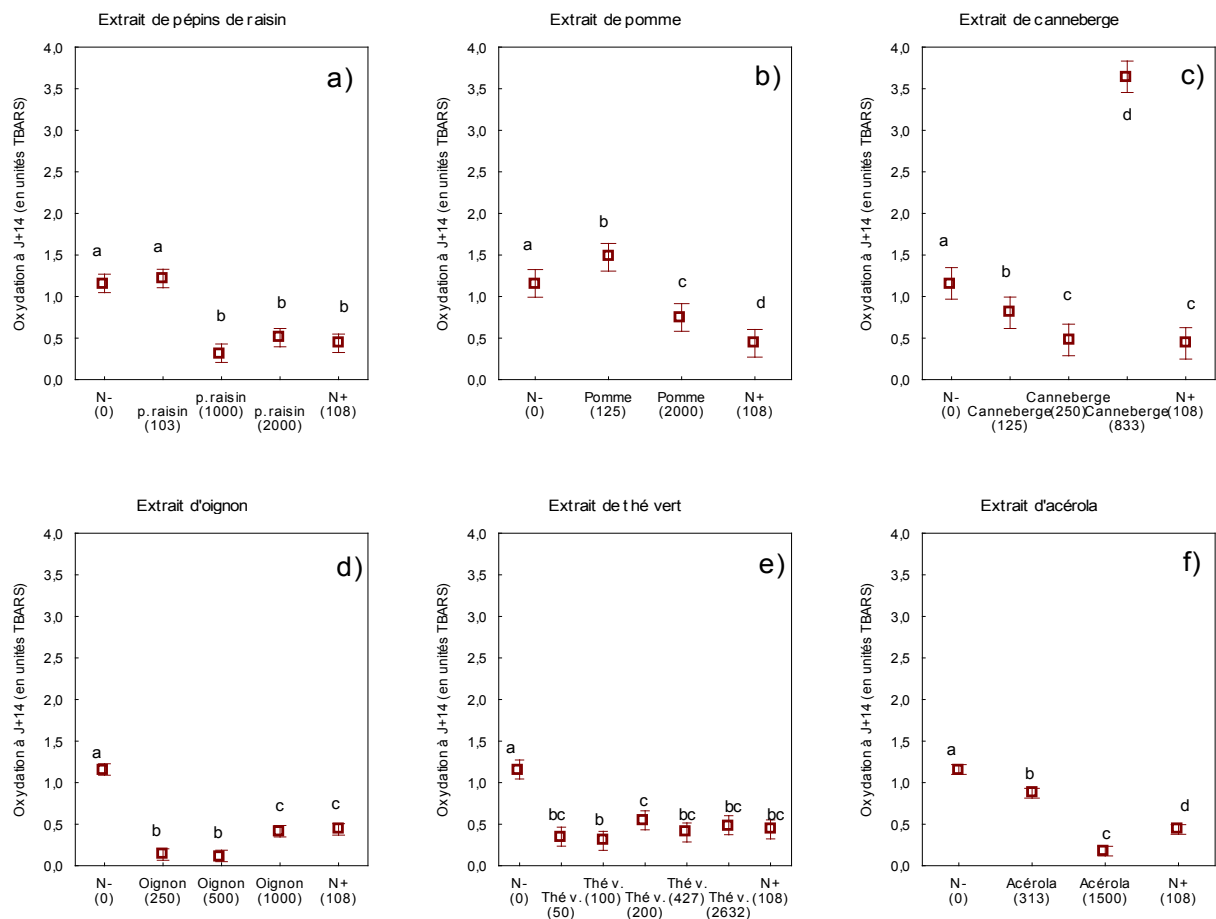 Extrait de pépins de raisin
a)
Oxydation à J+14 (en unités TBARS)
4,0
3,5
3,0
2,5
2,0
1,5
1,0
0,5
0,0
a
a
b
b
b
N-
(0)
p.raisin
(103)
p.raisin
(1000)
p.raisin
(2000)
N+
(108)
Extrait de pomme
b)
Oxydation à J+14 (en unités TBARS)
4,0
3,5
3,0
2,5
2,0
1,5
1,0
0,5
0,0
a
b
c
d
N-
(0)
Pomme
(125)
Pomme
(2000)
N+
(108)
Extrait de canneberge
c)
Oxydation à J+14 (en unités TBARS)
4,0
3,5
3,0
2,5
2,0
1,5
1,0
0,5
0,0
a
b
c
d
c
N-
(0)
Canneberge
(125)
Canneberge
(250)
Canneberge
(833)
N+
(108)
Extrait d'oignon
d)
Oxydation à J+14 (en unités TBARS)
4,0
3,5
3,0
2,5
2,0
1,5
1,0
0,5
0,0
a
b
b
c
c
N-
(0)
Oignon
(250)
Oignon
(500)
Oignon
(1000)
N+
(108)
Extrait de thé vert
e)
Oxydation à J+14 (en unités TBARS)
4,0
3,5
3,0
2,5
2,0
1,5
1,0
0,5
0,0
a
bc
b
c
bc
bc
bc
N-
(0)
Thé v.
(50)
Thé v.
(100)
Thé v.
(200)
Thé v.
(427)
Thé v.
(2632)
N+
(108)
Extrait d'acérola
f)
Oxydation à J+14 (en unités TBARS)
4,0
3,5
3,0
2,5
2,0
1,5
1,0
0,5
0,0
a
b
c
d
N-
(0)
Acérola
(313)
Acérola
(1500)
N+
(108)